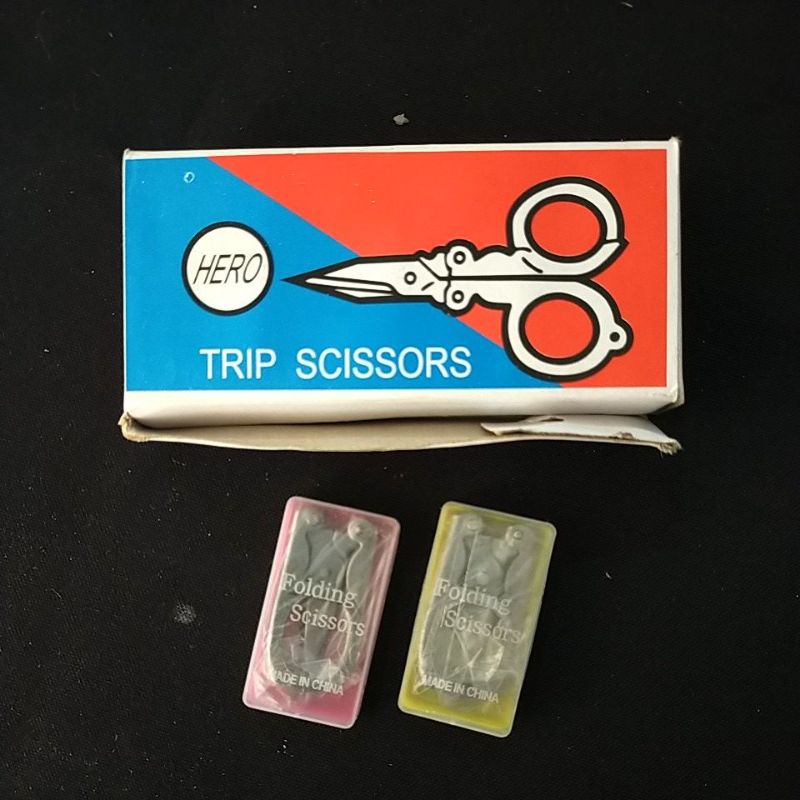 HERO
TRIP SCISSORS
Folding
Scissors
MADE IN CHINA
Folding
Scissors
MADE IN CHINA